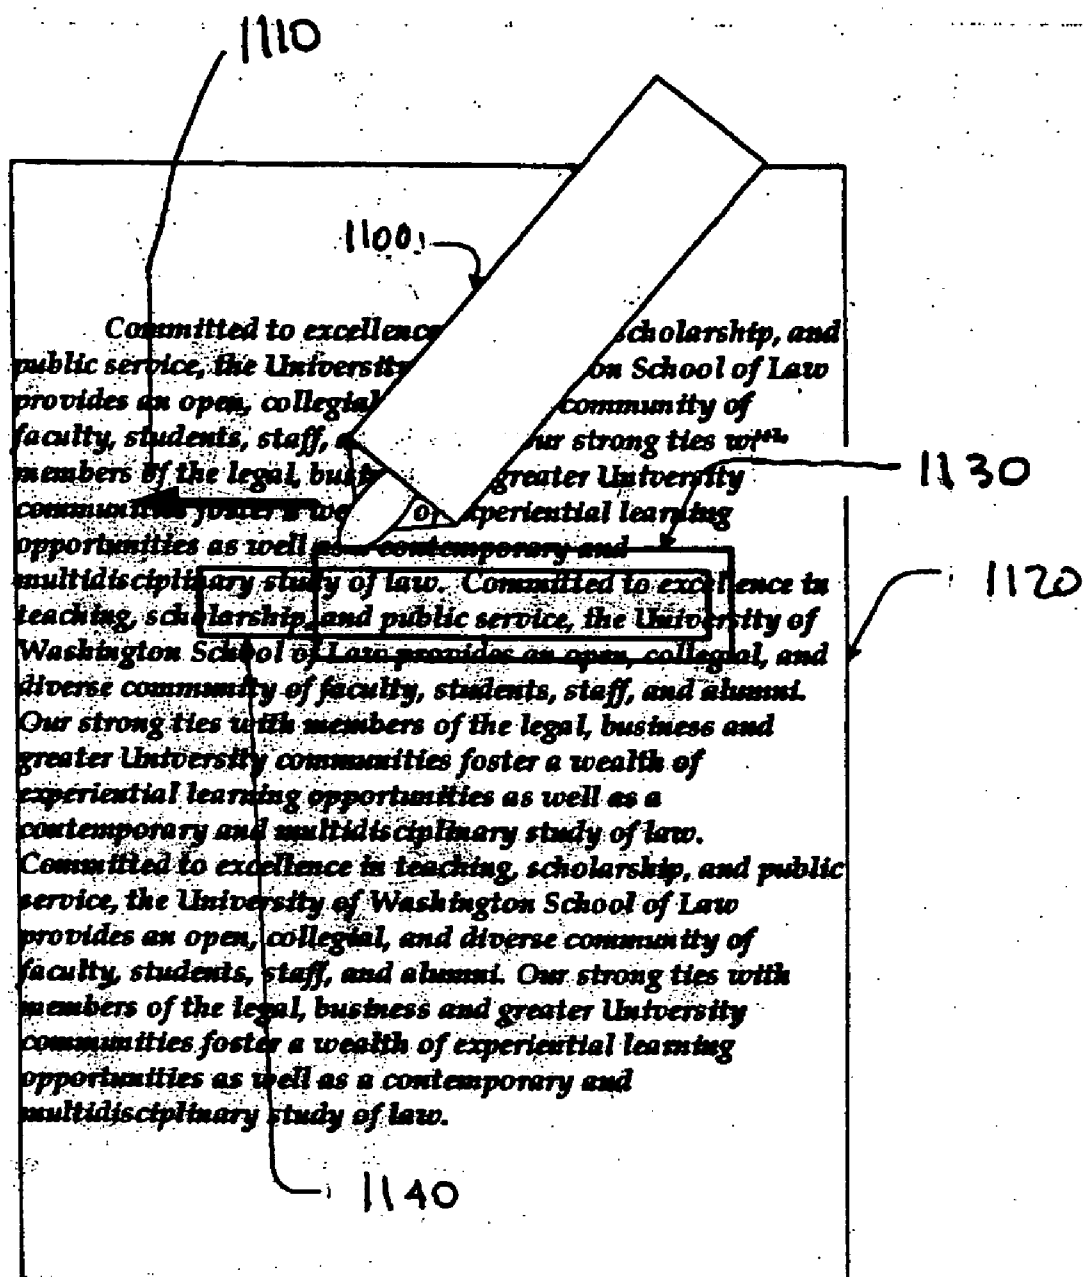 1110
1100
Committed to excellence scholarship, and
public service, the University on School of Law
provides an open, collegial community of
faculty, students, staff, our strong ties with
members of the legal, greater University
1130
communities foster a of experiential learning
opportunities as well as a contemporary and
1120
multidisciplinary study of law. Committed to excellence in
teaching, scholarship, and public service, the University of
Washington School of Law provides an open, collegial, and
diverse community of faculty, students, staff, and alumni.
Our strong ties with members of the legal, business and
greater University communities foster a wealth of
experiential learning opportunities as well as a
contemporary and multidisciplinary study of law.
Committed to excellence in teaching, scholarship, and public
service, the University of Washington School of Law
provides an open, collegial, and diverse community of
faculty, students, staff, and alumni. Our strong ties with
members of the legal, business and greater University
communities foster a wealth of experiential learning
opportunities as well as a contemporary and
multidisciplinary study of law.
1140